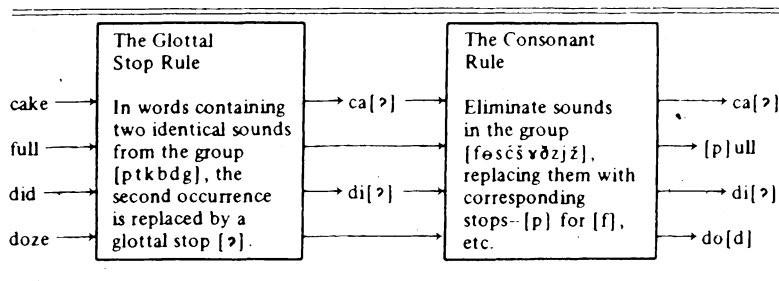 The Glottal
Stop Rule
In words containing
two identical sounds
from the group
[ptkbdg], the
second occurrence
is replaced by a
glottal stop [ʔ].
The Consonant
Rule
Eliminate sounds
in the group
[fɵsćšɤðzjž],
replacing them with
corresponding
stops--[p] for [f],
etc.
cake
ca[ʔ]
ca[ʔ]
full
[p]ull
did
di[ʔ]
di[ʔ]
doze
do[d]